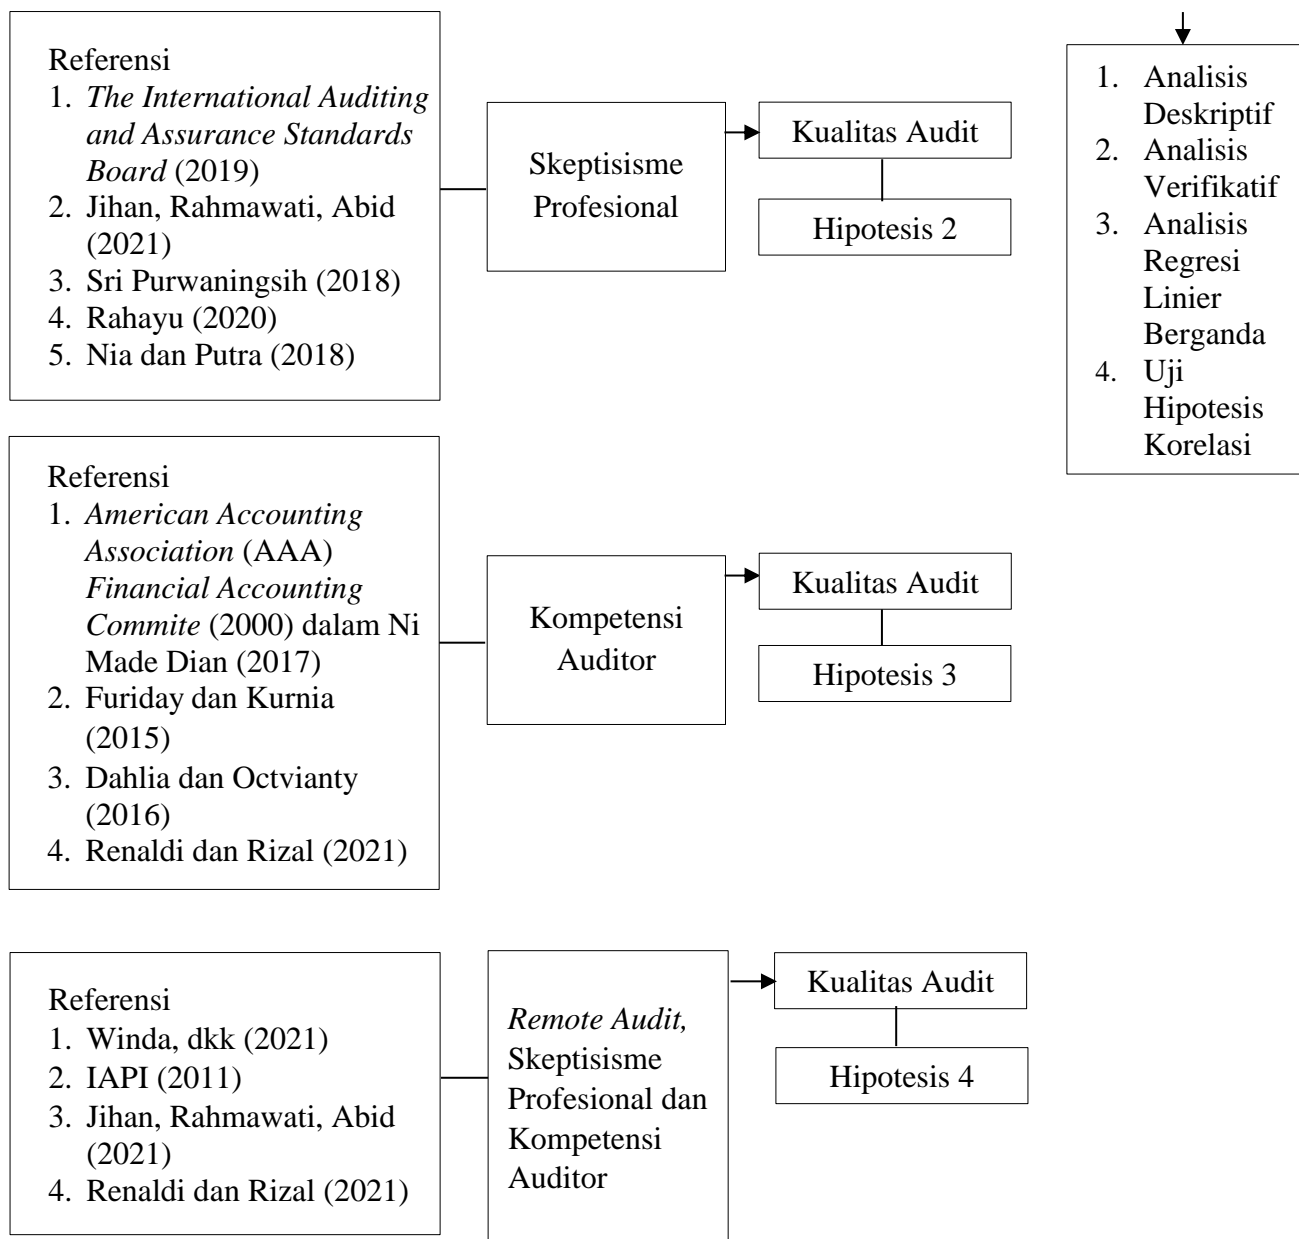 Referensi
1. The International Auditing
and Assurance Standards
Board (2019)
2. Jihan, Rahmawati, Abid
(2021)
3. Sri Purwaningsih (2018)
4. Rahayu (2020)
5. Nia dan Putra (2018)
Skeptisisme
Profesional
Kualitas Audit
Hipotesis 2
1. Analisis
Deskriptif
2. Analisis
Verifikatif
3. Analisis
Regresi
Linier
Berganda
4. Uji
Hipotesis
Korelasi
Referensi
1. American Accounting
Association (AAA)
Financial Accounting
Commite (2000) dalam Ni
Made Dian (2017)
2. Furiday dan Kurnia
(2015)
3. Dahlia dan Octvianty
(2016)
4. Renaldi dan Rizal (2021)
Kompetensi
Auditor
Kualitas Audit
Hipotesis 3
Referensi
1. Winda, dkk (2021)
2. IAPI (2011)
3. Jihan, Rahmawati, Abid
(2021)
4. Renaldi dan Rizal (2021)
Remote Audit,
Skeptisisme
Profesional dan
Kompetensi
Auditor
Kualitas Audit
Hipotesis 4